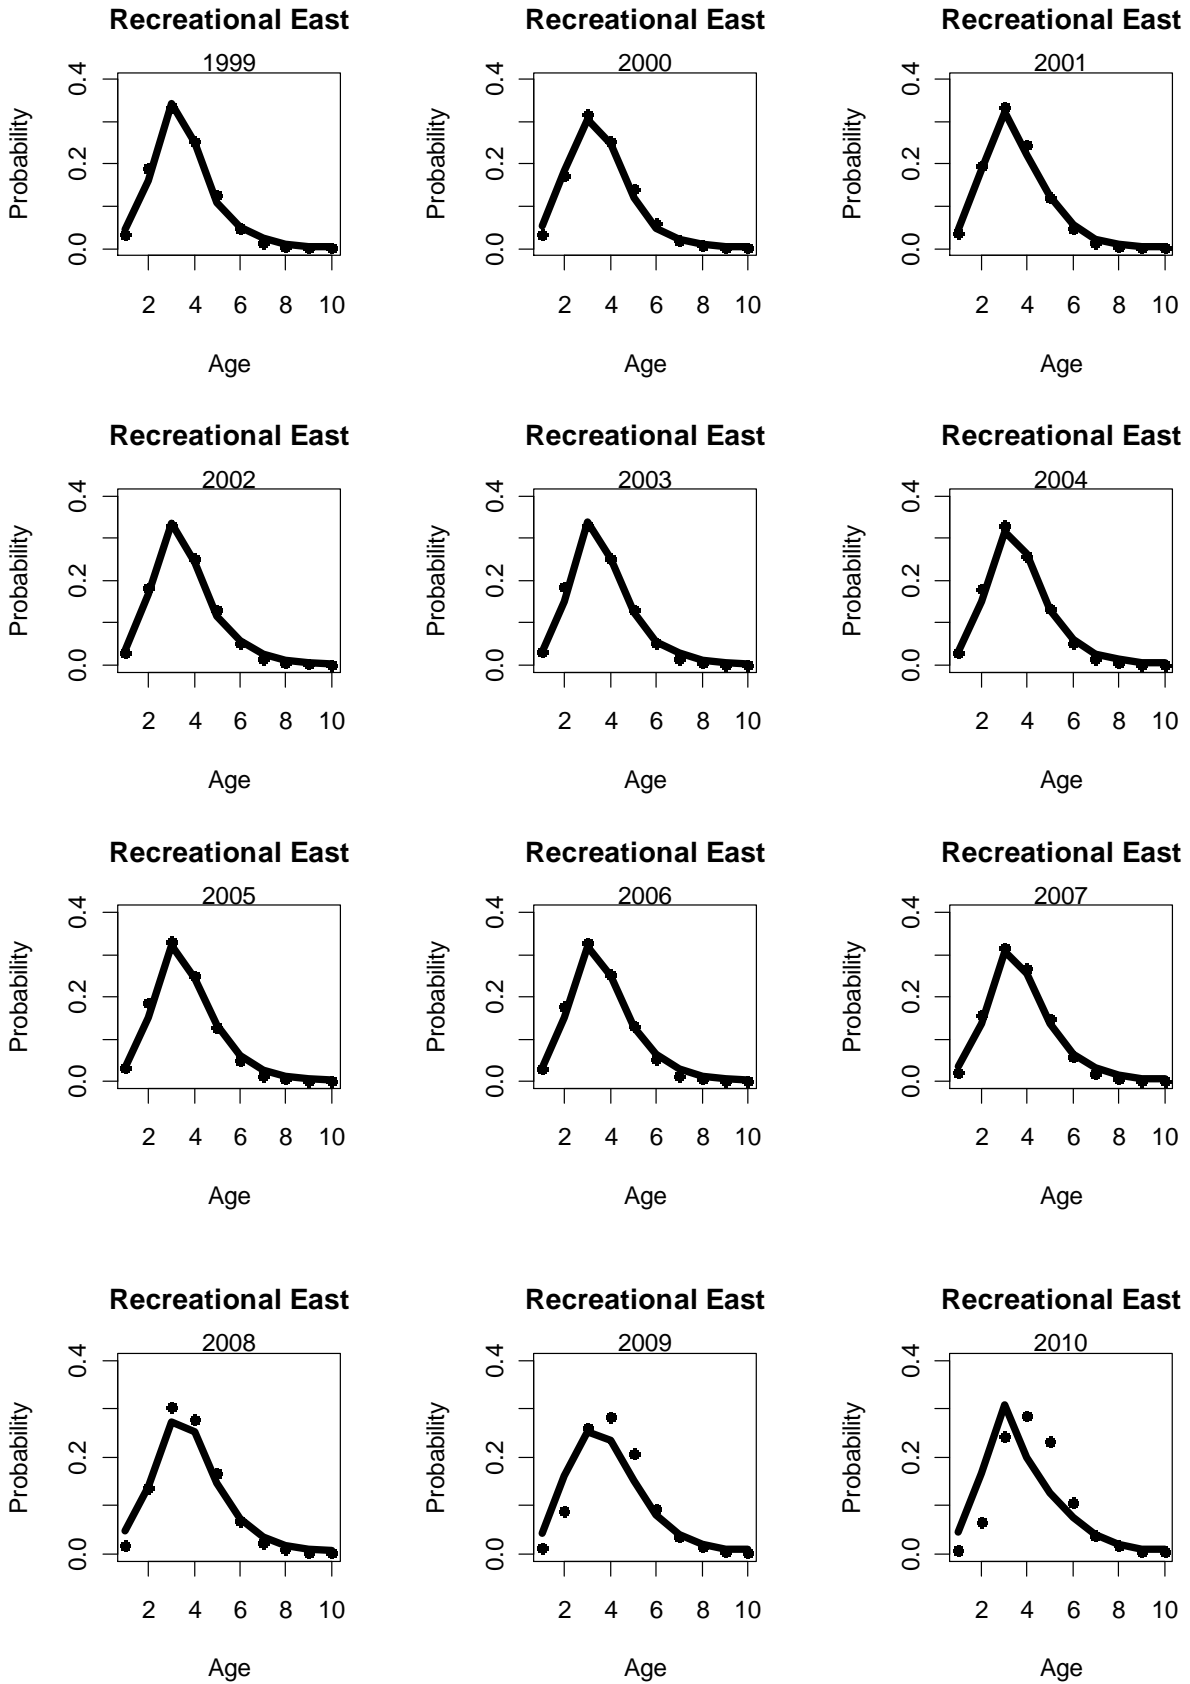 Recreational East Recreational East Recreational East
1999 2000 2001
Probability Probability Probability
0.4 0.4 0.4
0.2 0.2 0.2
0.0 0.0 0.0
2 4 6 8 10 2 4 6 8 10 2 4 6 8 10
Age Age Age
Recreational East Recreational East Recreational East
2002 2003 2004
Probability Probability Probability
0.4 0.4 0.4
0.2 0.2 0.2
0.0 0.0 0.0
2 4 6 8 10 2 4 6 8 10 2 4 6 8 10
Age Age Age
Recreational East Recreational East Recreational East
2005 2006 2007
Probability Probability Probability
0.4 0.4 0.4
0.2 0.2 0.2
0.0 0.0 0.0
2 4 6 8 10 2 4 6 8 10 2 4 6 8 10
Age Age Age
Recreational East Recreational East Recreational East
2008 2009 2010
Probability Probability Probability
0.4 0.4 0.4
0.2 0.2 0.2
0.0 0.0 0.0
2 4 6 8 10 2 4 6 8 10 2 4 6 8 10
Age Age Age